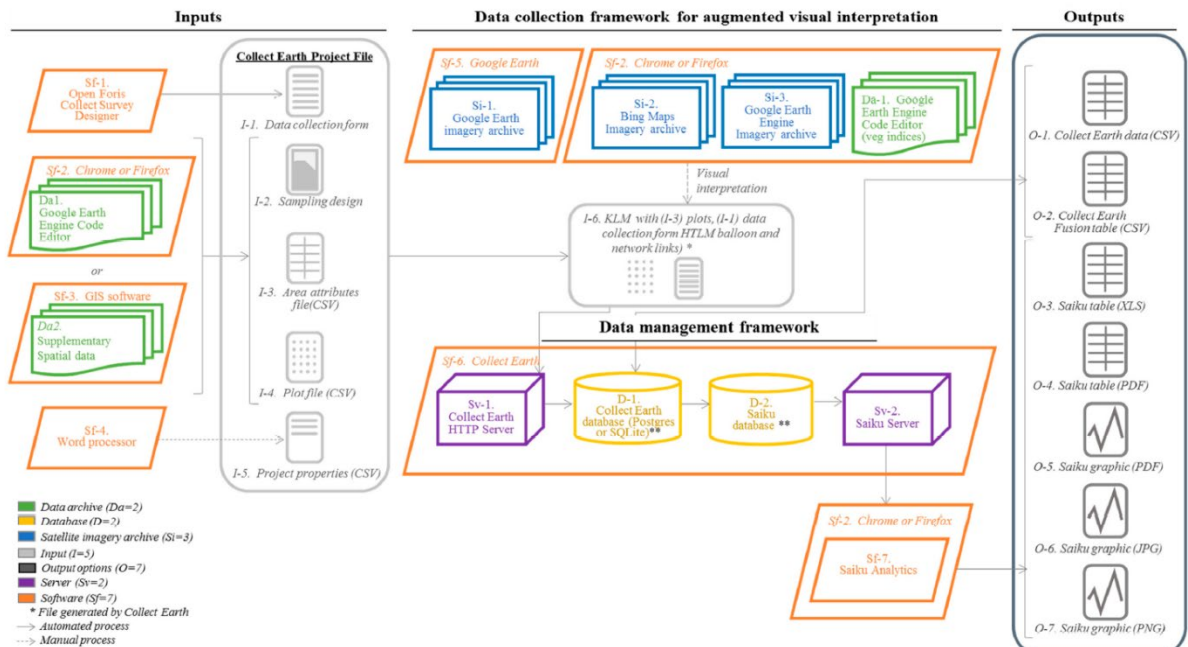 Inputs
Data collection framework for augmented visual interpretation
Outputs
Collect Earth Project File
Sf-1.
Open Foris
Collect Survey
Designer
I-1. Data collection form
Sf-2. Chrome or Firefox
Da1.
Google Earth
Engine Code
Editor
or
Sf-3. GIS software
Da2.
Supplementary
Spatial data
I-2. Sampling design
I-3. Area attributes
file(CSV)
I-4. Plot file (CSV)
Sf-4.
Word processor
I-5. Project properties (CSV)
Sf-5. Google Earth
Si-1.
Google Earth
imagery archive
Sf-2. Chrome or Firefox
Si-2.
Bing Maps
Imagery archive
Si-3.
Google Earth
Engine
Imagery archive
Da-1. Google
Earth Engine
Code Editor
(veg indices)
Visual
interpretation
I-6. KLM with (I-3) plots, (I-1) data
collection form HTLM balloon and
network links) *
Data management framework
Sf-6. Collect Earth
Sv-1.
Collect Earth
HTTP Server
D-1.
Collect Earth
database (Postgres
or SQLite)**
D-2.
Saiku
database **
Sv-2.
Saiku Server
Sf-2. Chrome or Firefox
Sf-7.
Saiku Analytics
O-1. Collect Earth data (CSV)
O-2. Collect Earth
Fusion table (CSV)
O-3. Saiku table (XLS)
O-4. Saiku table (PDF)
O-5. Saiku graphic (PDF)
O-6. Saiku graphic (JPG)
O-7. Saiku graphic (PNG)
Data archive (Da=2)
Database (D=2)
Satellite imagery archive (Si=3)
Input (I=5)
Output options (O=7)
Server (Sv=2)
Software (Sf=7)
* File generated by Collect Earth
Automated process
Manual process